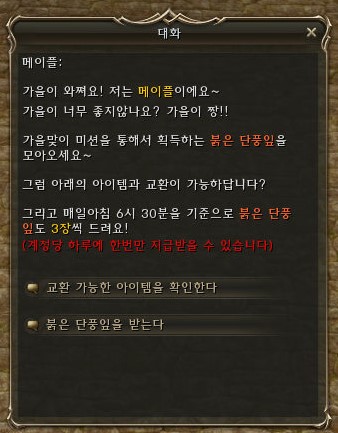 대화
메이플:
가을이 와쪄요! 저는 메이플이에요~
가을이 너무 좋지않나요? 가을이 짱!!
가을맞이 미션을 통해서 획득하는 붉은 단풍잎을
모아오세요~
그럼 아래의 아이템과 교환이 가능하답니다?
그리고 매일아침 6시 30분을 기준으로 붉은 단풍
잎도 3장씩 드려요!
(계정당 하루에 한번만 지급받을 수 있습니다)
교환 가능한 아이템을 확인한다
붉은 단풍잎을 받는다